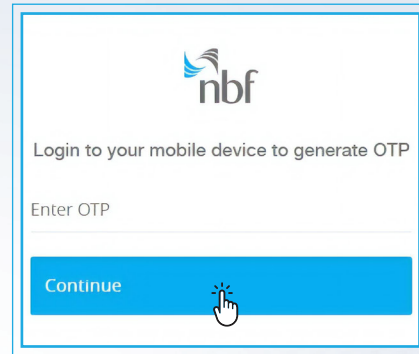 nbf
Login to your mobile device to generate OTP
Enter OTP
Continue